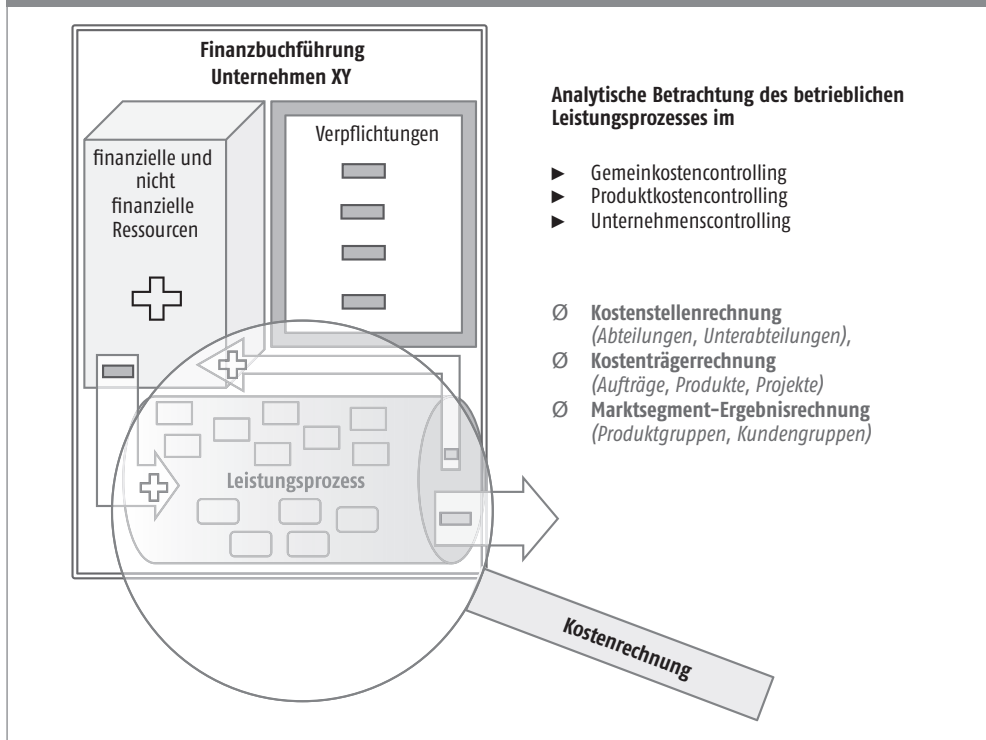 Finanzbuchführung
Unternehmen XY
finanzielle und
nicht
finanzielle
Ressourcen
Verpflichtungen
Leistungsprozess
Kostenrechnung
Analytische Betrachtung des betrieblichen
Leistungsprozesses im
► Gemeinkostencontrolling
► Produktkostencontrolling
► Unternehmenscontrolling
Ø Kostenstellenrechnung
(Abteilungen, Unterabteilungen),
Ø Kostenträgerrechnung
(Aufträge, Produkte, Projekte)
Ø Marktsegment-Ergebnisrechnung
(Produktgruppen, Kundengruppen)